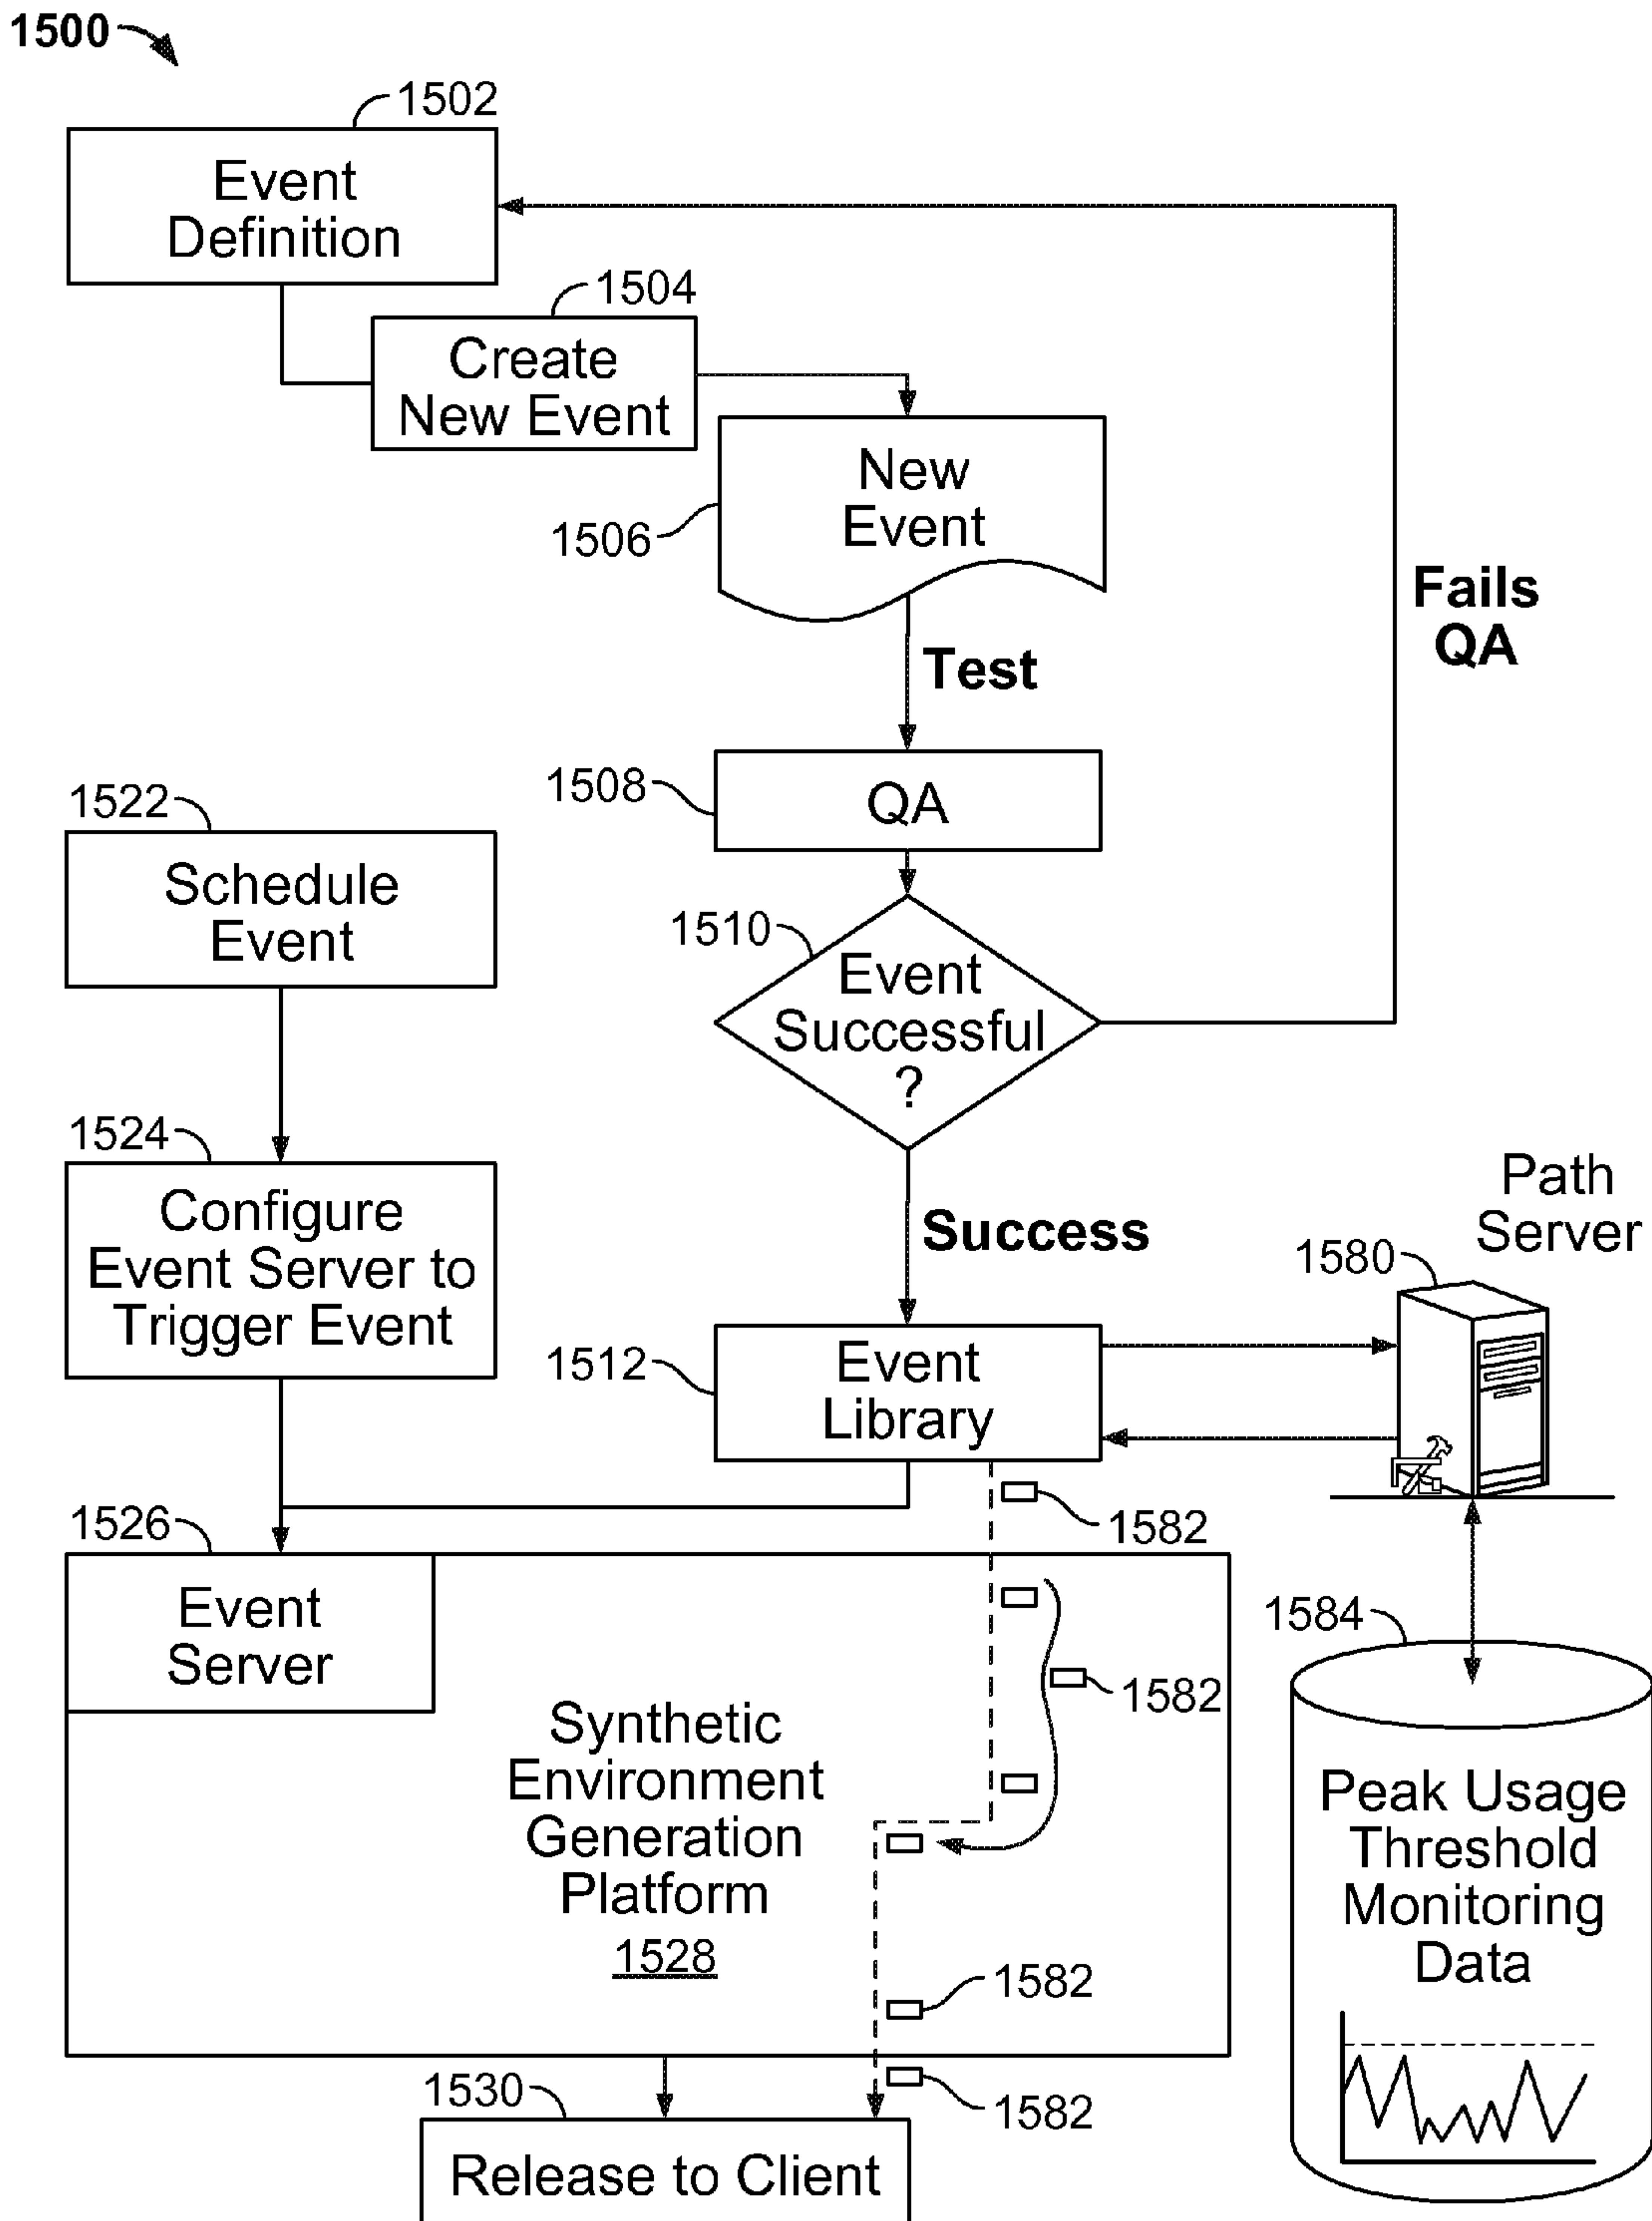 1500
1502
Event
Definition
1504
Create
New Event
New
Event
1506
Fails
QA
Test
1508
QA
1522
Schedule
Event
1510
Event
Successful
?
1524
Configure
Event Server to
Trigger Event
Success
Path
Server
1580
1512
Event
Library
1582
1526
Event
Server
1584
1582
Synthetic
Environment
Generation
Platform
1528
Peak Usage
Threshold
Monitoring
Data
1582
1582
1530
Release to Client